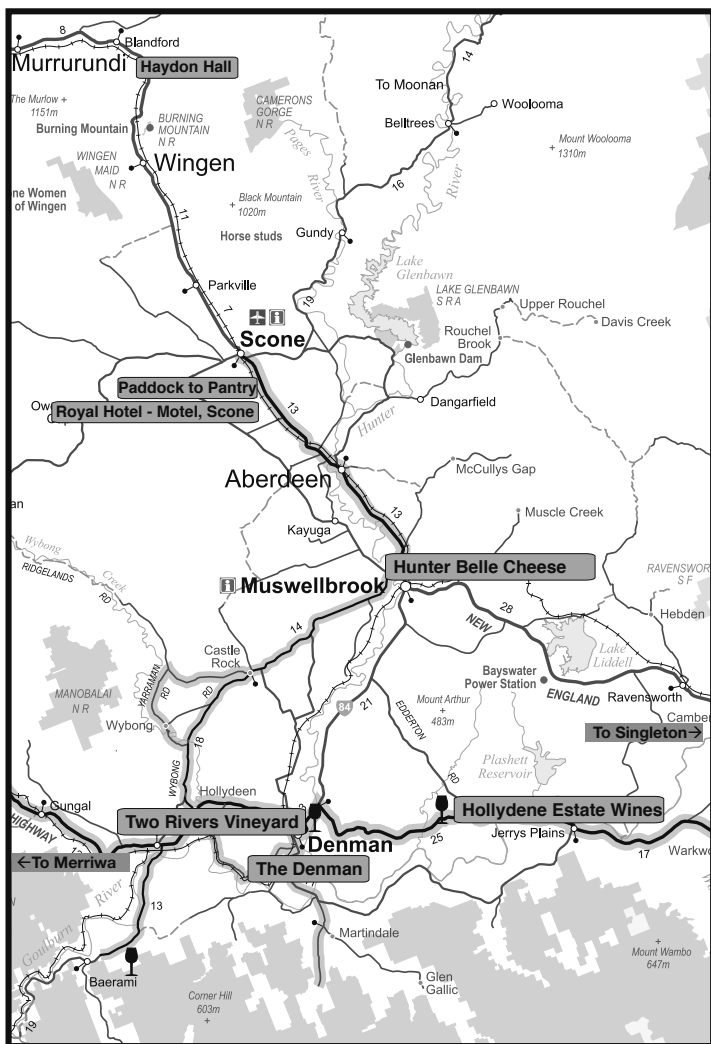 8
Blandford
Murrurundi
Haydon Hall
14
To Moonan
Woolooma
Belltrees
The Murlow +
1151m
BURNING
MOUNTAIN
N R
Burning Mountain
CAMERONS
GORGE
N R
Pages
River
Mount Woolooma
+
1310m
WINGEN
MAID
N R
Wingen
16
River
one Women
of Wingen
11
Black Mountain
+
1020m
Horse studs
Gundy
Lake
Glenbawn
Parkville
19
LAKE GLENBAWN
S R A
Upper Rouchel
7
Davis Creek
Rouchel
Brook
Scone
Glenbawn Dam
Paddock to Pantry
Royal Hotel - Motel, Scone
13
Dangarfield
Hunter
Aberdeen
McCullys Gap
13
an
Kayuga
Muscle Creek
Wybong
Creek
RIDGELANDS
RD
Hunter Belle Cheese
RAVENSWOR
S F
Muswellbrook
28
Hebden
14
NEW
Castle
Rock
Lake
Liddell
YARRAMAN
RD
RD
Bayswater
Power Station
ENGLAND
Ravensworth
MANOBALAI
N R
Mount Arthur
+
483m
84
21
EDDERTON
RD
Camber
Wybong
To Singleton→
18
WYBONG
Plashett
Reservoir
Hollydeen
Gungal
HIGHWAY
Two Rivers Vineyard
Hollydene Estate Wines
Denman
25
Jerrys Plains
17
Warkwo
←To Merriwa
The Denman
River
13
Goulburn
Martindale
Mount Wambo
+
647m
Baerami
Glen
Gallic
Corner Hill
603m
+
19